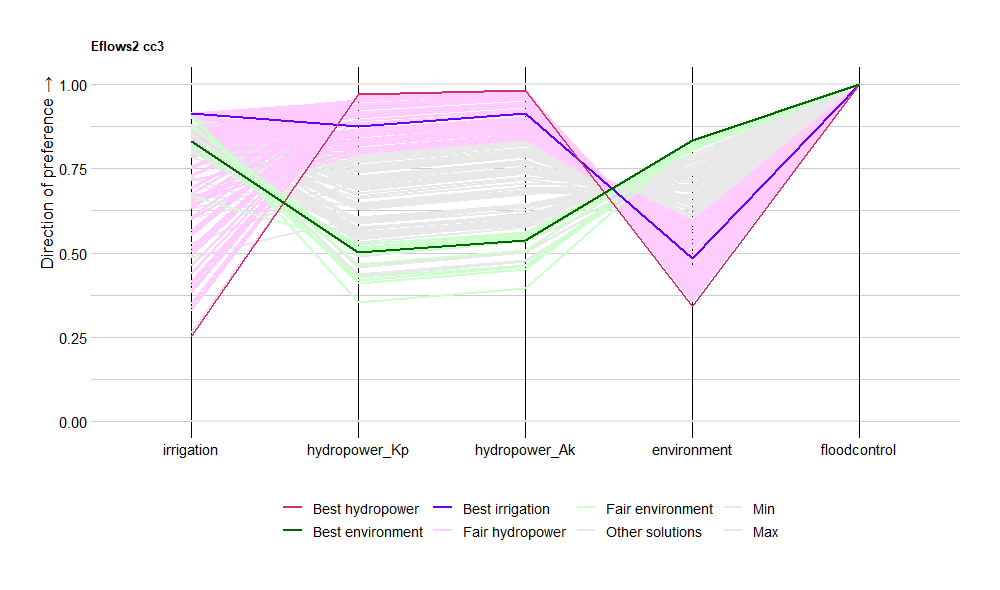 Eflows2 cc3
Direction of preference →
1.00
0.75
0.50
0.25
0.00
irrigation hydropower_Kp hydropower_Ak environment floodcontrol
Best hydropower Best irrigation Fair environment Min
Best environment Fair hydropower Other solutions Max